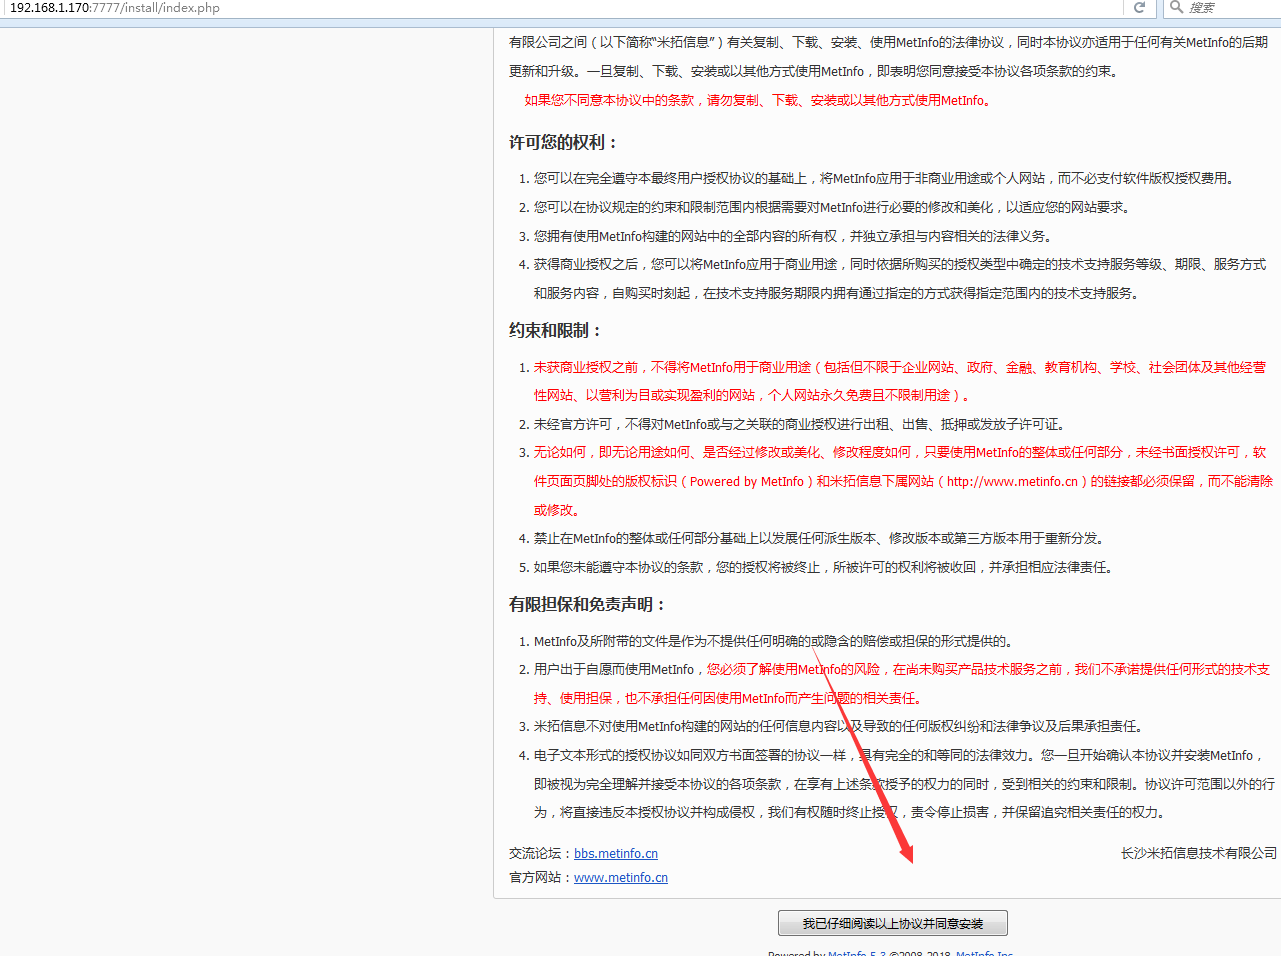 192.168.1.170:7777/install/index.php
搜索
有限公司之间（以下简称“米拓信息”）有关复制、下载、安装、使用MetInfo的法律协议，同时本协议亦适用于任何有关MetInfo的后期
更新和升级。一旦复制、下载、安装或以其他方式使用MetInfo，即表明您同意接受本协议各项条款的约束。
如果您不同意本协议中的条款，请勿复制、下载、安装或以其他方式使用MetInfo。
许可您的权利：
1. 您可以在完全遵守本最终用户授权协议的基础上，将MetInfo应用于非商业用途或个人网站，而不必支付软件版权授权费用。
2. 您可以在协议规定的约束和限制范围内根据需要对MetInfo进行必要的修改和美化，以适应您的网站要求。
3. 您拥有使用MetInfo构建的网站中的全部内容的所有权，并独立承担与内容相关的法律义务。
4. 获得商业授权之后，您可以将MetInfo应用于商业用途，同时依据所购买的授权类型中确定的技术支持服务等级、期限、服务方式
和服务内容，自购买时刻起，在技术支持服务期限内拥有通过指定的方式获得指定范围内的技术支持服务。
约束和限制：
1. 未获商业授权之前，不得将MetInfo用于商业用途（包括但不限于企业网站、政府、金融、教育机构、学校、社会团体及其他经营
性网站、以营利为目或实现盈利的网站，个人网站永久免费且不限制用途）。
2. 未经官方许可，不得对MetInfo或与之关联的商业授权进行出租、出售、抵押或发放子许可证。
3. 无论如何，即无论用途如何、是否经过修改或美化、修改程度如何，只要使用MetInfo的整体或任何部分，未经书面授权许可，软
件页面页脚处的版权标识（Powered by MetInfo）和米拓信息下属网站（http://www.metinfo.cn）的链接都必须保留，而不能清除
或修改。
4. 禁止在MetInfo的整体或任何部分基础上以发展任何派生版本、修改版本或第三方版本用于重新分发。
5. 如果您未能遵守本协议的条款，您的授权将被终止，所被许可的权利将被收回，并承担相应法律责任。
有限担保和免责声明：
1. MetInfo及所附带的文件是作为不提供任何明确的或隐含的赔偿或担保的形式提供的。
2. 用户出于自愿而使用MetInfo，您必须了解使用MetInfo的风险，在尚未购买产品技术服务之前，我们不承诺提供任何形式的技术支
持、使用担保，也不承担任何因使用MetInfo而产生问题的相关责任。
3. 米拓信息不对使用MetInfo构建的网站的任何信息内容以及导致的任何版权纠纷和法律争议及后果承担责任。
4. 电子文本形式的授权协议如同双方书面签署的协议一样，具有完全的和等同的法律效力。您一旦开始确认本协议并安装MetInfo，
即被视为完全理解并接受本协议的各项条款，在享有上述条款授予的权力的同时，受到相关的约束和限制。协议许可范围以外的行
为，将直接违反本授权协议并构成侵权，我们有权随时终止授权，责令停止损害，并保留追究相关责任的权力。
交流论坛：bbs.metinfo.cn
长沙米拓信息技术有限公司
官方网站：www.metinfo.cn
我已仔细阅读以上协议并同意安装
Powered by MetInfo 5.3 ©2008-2018 MetInfo Inc.